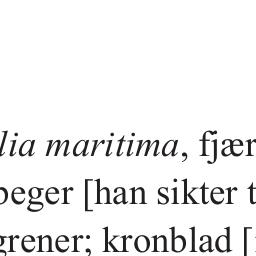 lia maritima, fjær
beger [han sikter t
grener; kronblad [